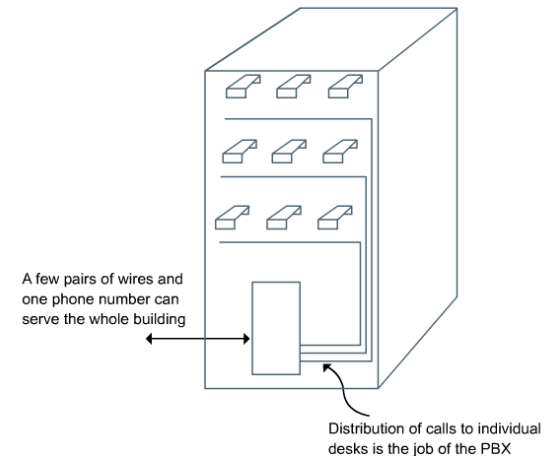 A few pairs of wires and
one phone number can
serve the whole building
Distribution of calls to individual
desks is the job of the PBX